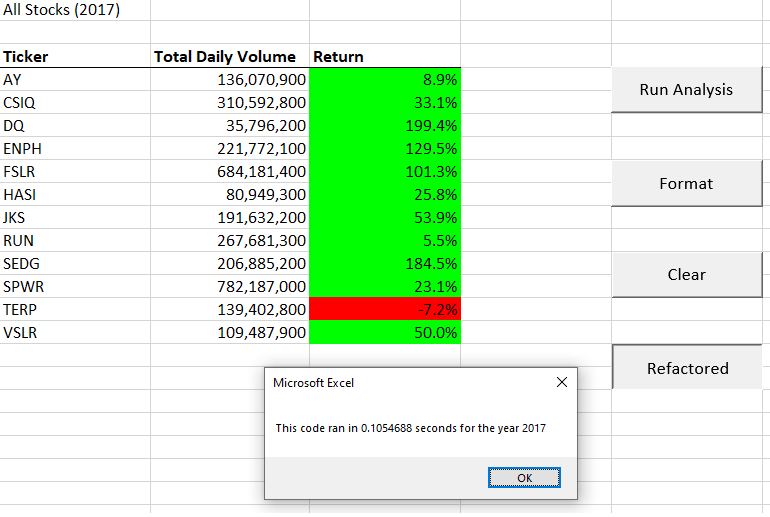 All Stocks (2017)
Ticker Total Daily Volume Return
AY 136,070,900 8.9%
CSIQ 310,592,800 33.1%
DQ 35,796,200 199.4%
ENPH 221,772,100 129.5%
FSLR 684,181,400 101.3%
HASI 80,949,300 25.8%
JKS 191,632,200 53.9%
RUN 267,681,300 5.5%
SEDG 206,885,200 184.5%
SPWR 782,187,000 23.1%
TERP 139,402,800 -7.2%
VSLR 109,487,900 50.0%
Run Analysis
Format
Clear
Refactored
Microsoft Excel
This code ran in 0.1054688 seconds for the year 2017
OK